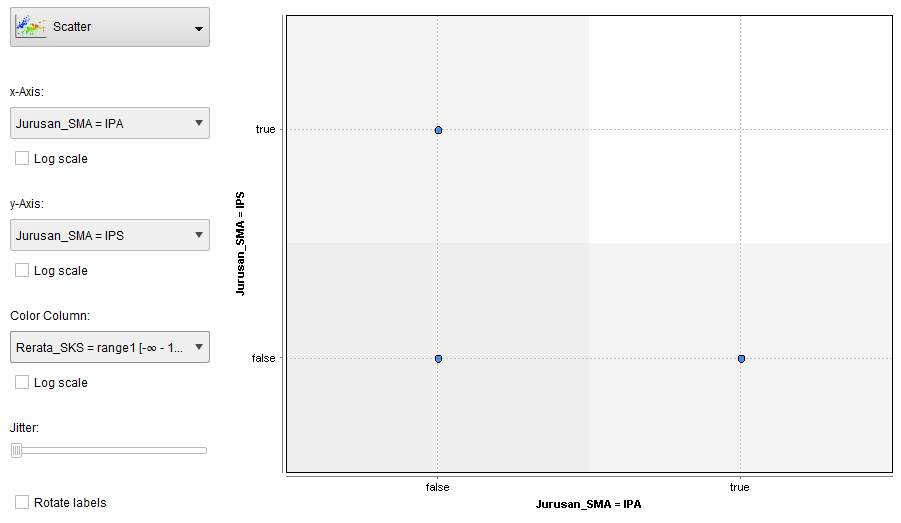 Scatter
x-Axis:
Jurusan_SMA = IPA
Log scale
y-Axis:
Jurusan_SMA = IPS
Log scale
Color Column:
Rerata_SKS = range1 [-∞ - 1...
Log scale
Jitter:
Rotate labels
Jurusan_SMA = IPS
true
false
false
true
Jurusan_SMA = IPA